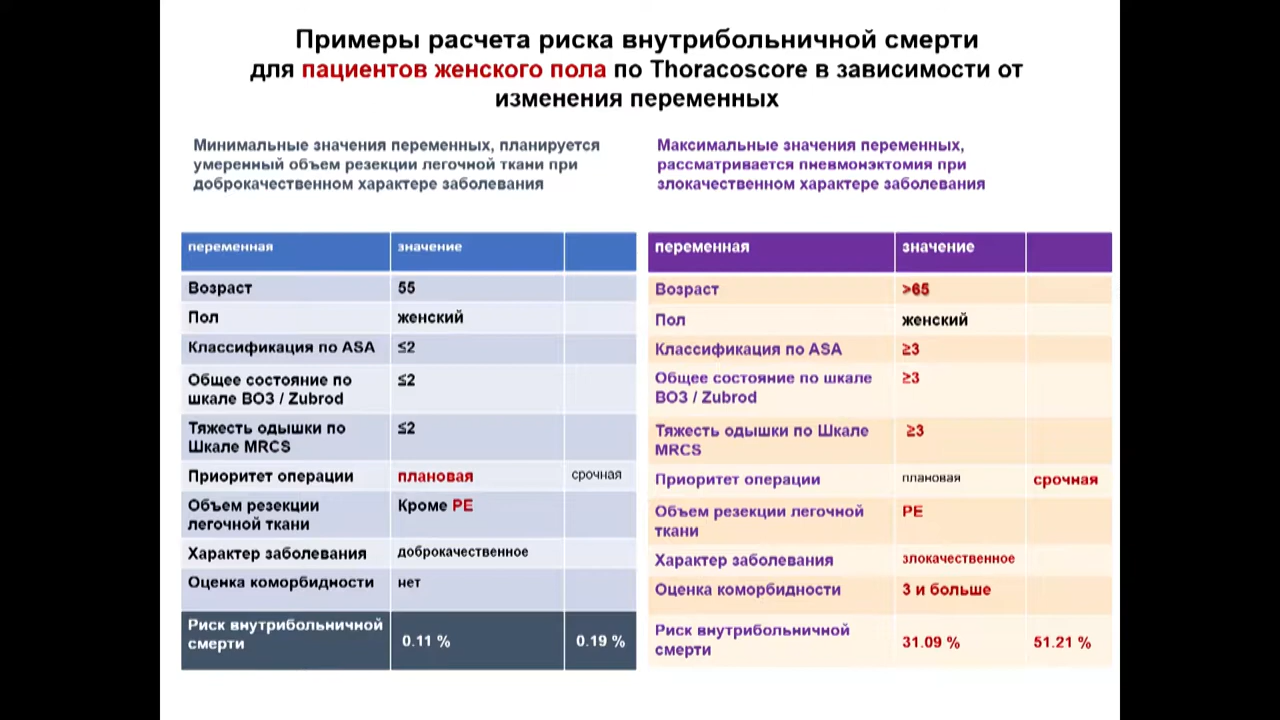 Примеры расчета риска внутрибольничной смерти
для пациентов женского пола по Thoracoscore в зависимости от
изменения переменных
Минимальные значения переменных, планируется
умеренный объем резекции легочной ткани при
доброкачественном характере заболевания
переменная значение
Возраст 55
Пол женский
Классификация по ASA ≤2
Общее состояние по ≤2
шкале ВОЗ / Zubrod
Тяжесть одышки по ≤2
Шкале MRCS
Приоритет операции плановая срочная
Объем резекции Кроме PE
легочной ткани
Характер заболевания доброкачественное
Оценка коморбидности нет
Риск внутрибольничной
смерти 0.11 % 0.19 %
Максимальные значения переменных,
рассматривается пневмонэктомия при
злокачественном характере заболевания
переменная значение
Возраст >65
Пол женский
Классификация по ASA ≥3
Общее состояние по шкале ≥3
ВОЗ / Zubrod
Тяжесть одышки по Шкале ≥3
MRCS
Приоритет операции плановая срочная
Объем резекции легочной PE
ткани
Характер заболевания злокачественное
Оценка коморбидности 3 и больше
Риск внутрибольничной
смерти 31.09 % 51.21 %